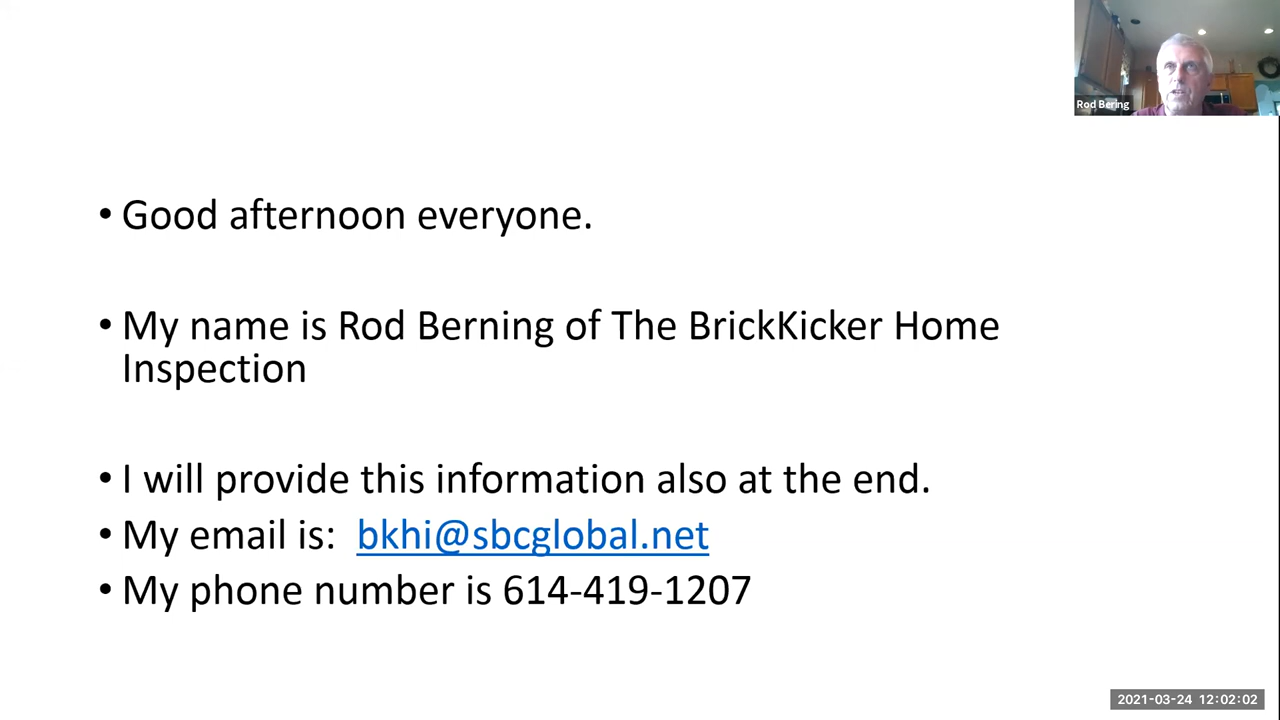 Rod Bering
• Good afternoon everyone.
• My name is Rod Berning of The BrickKicker Home
Inspection
• I will provide this information also at the end.
• My email is: bkhi@sbcglobal.net
• My phone number is 614-419-1207
2021-03-24 12:02:02